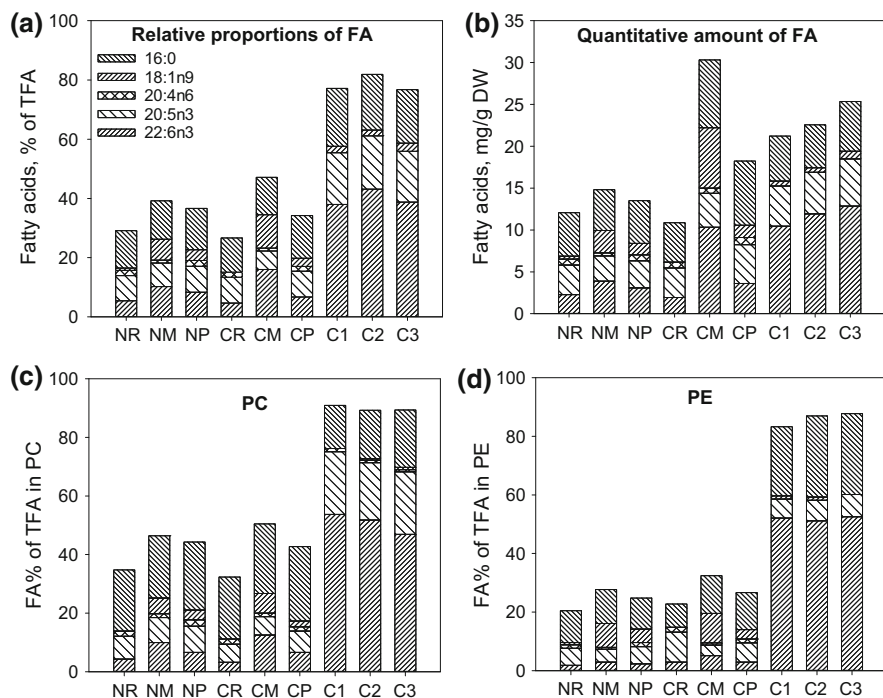 (a)
Relative proportions of FA
Fatty acids, % of TFA
100
80
60
40
20
0
16:0
18:1n9
20:4n6
20:5n3
22:6n3
NR NM NP CR CM CP C1 C2 C3
(b)
Quantitative amount of FA
Fatty acids, mg/g DW
35
30
25
20
15
10
5
0
NR NM NP CR CM CP C1 C2 C3
(c)
PC
FA% of TFA in PC
100
80
60
40
20
0
NR NM NP CR CM CP C1 C2 C3
(d)
PE
FA% of TFA in PE
100
80
60
40
20
0
NR NM NP CR CM CP C1 C2 C3